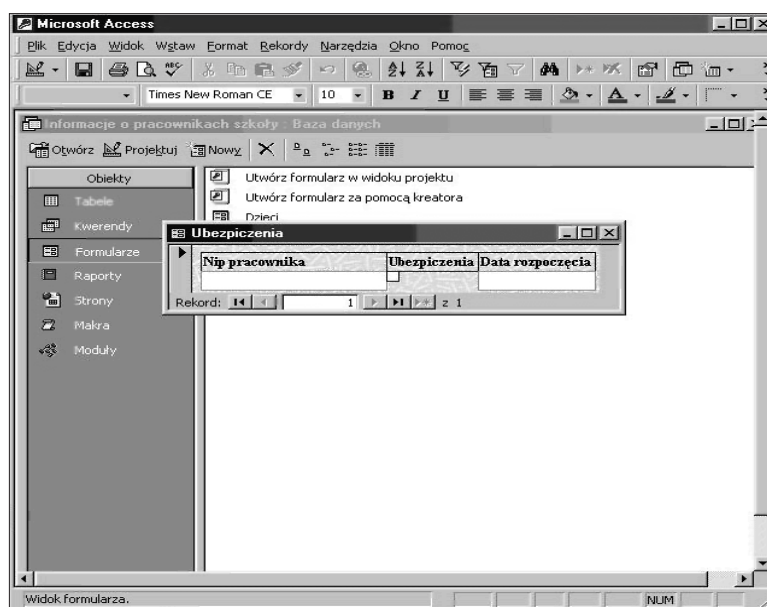 Microsoft Access
Plik Edycja Widok Wstaw Format Rekordy Narzędzia Okno Pomoc
Times New Roman CE 10 B I U A
Informacje o pracownikach szkoły : Baza danych
Otwórz Projektuj Nowy
Obiekty
Utwórz formularz w widoku projektu
Tabele
Utwórz formularz za pomocą kreatora
Kwerendy
Dzieci
Ubezpieczenia
Formularze
Nip pracownika Ubezpieczenia Data rozpoczęcia
Raporty
Strony
Rekord: 1 z 1
Makra
Moduły
Widok formularza. NUM